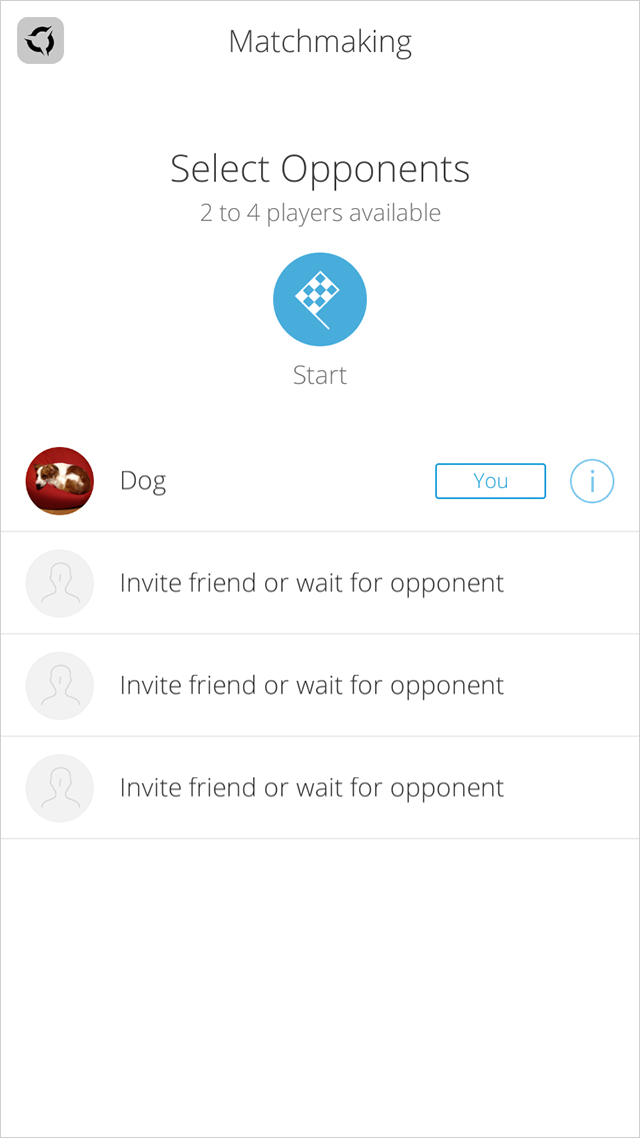 Matchmaking
Select Opponents
2 to 4 players available
Start
Dog
You
i
Invite friend or wait for opponent
Invite friend or wait for opponent
Invite friend or wait for opponent